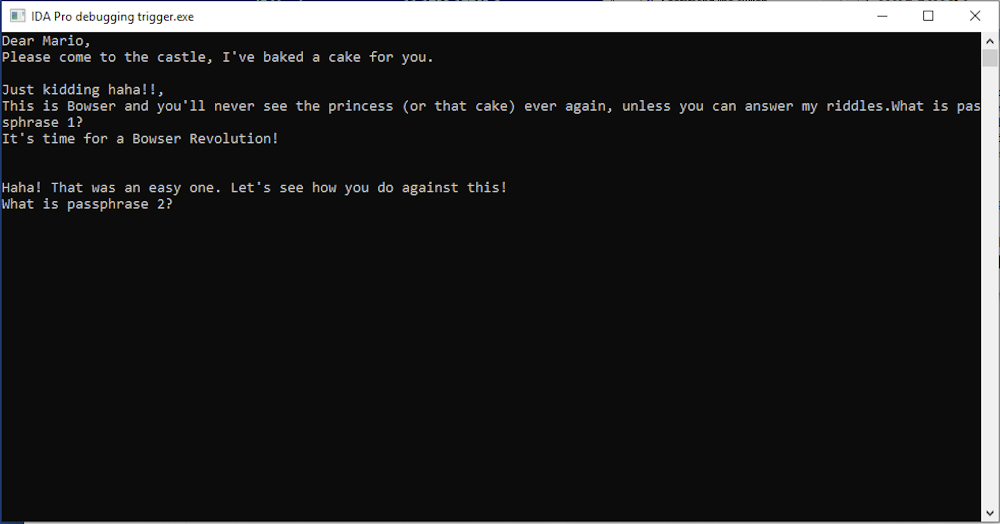 IDA Pro debugging trigger.exe
Dear Mario,
Please come to the castle, I've baked a cake for you.
Just kidding haha!!,
This is Bowser and you'll never see the princess (or that cake) ever again, unless you can answer my riddles.What is pas
sphrase 1?
It's time for a Bowser Revolution!
Haha! That was an easy one. Let's see how you do against this!
What is passphrase 2?